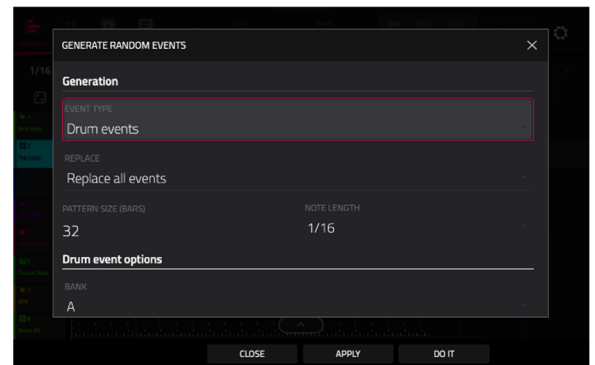 GENERATE RANDOM EVENTS
1/16
Generation
EVENT TYPE
Drum events
REPLACE
Replace all events
PATTERN SIZE (BARS) NOTE LENGTH
32 1/16
Drum event options
BANK
A
CLOSE APPLY DO IT